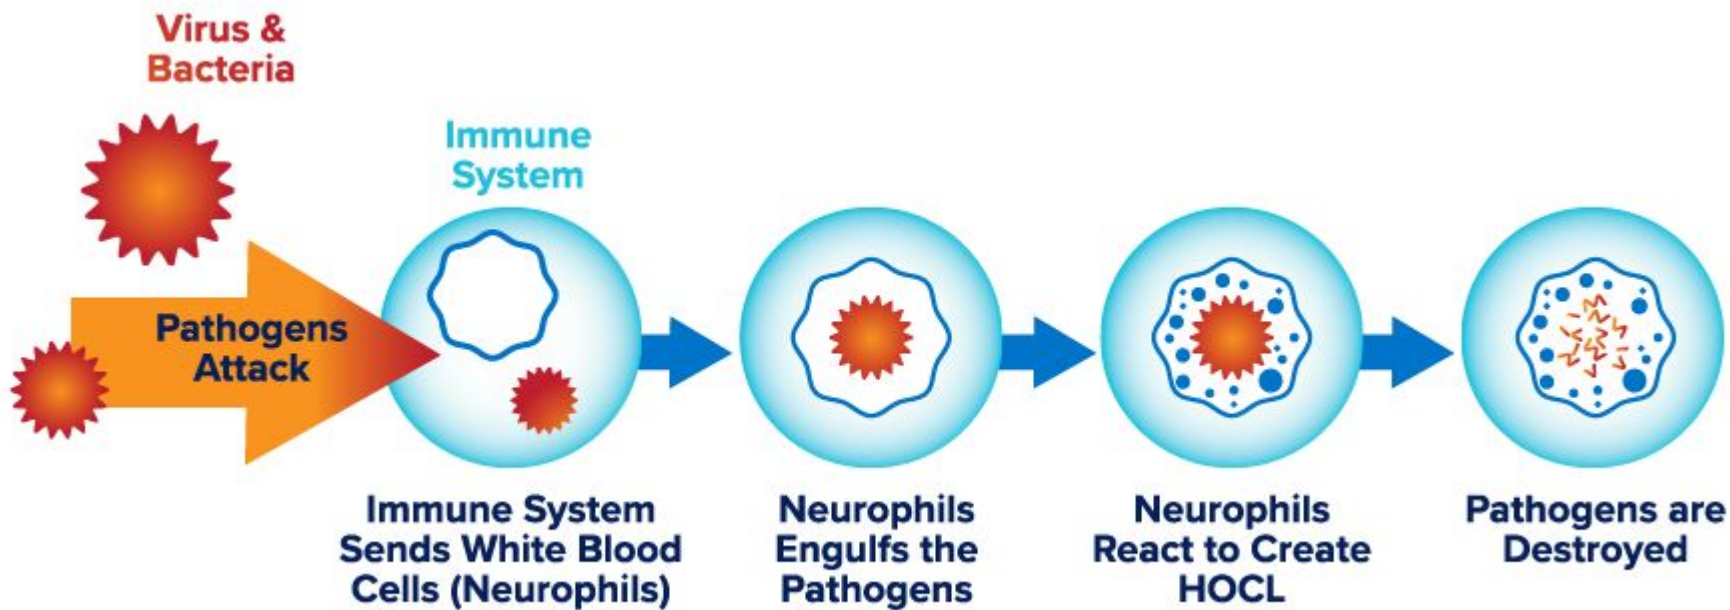 Virus &
Bacteria
Immune
System
Pathogens
Attack
Immune System
Sends White Blood
Cells (Neurophils)
Neurophils
Engulfs the
Pathogens
Neurophils
React to Create
HOCL
Pathogens are
Destroyed